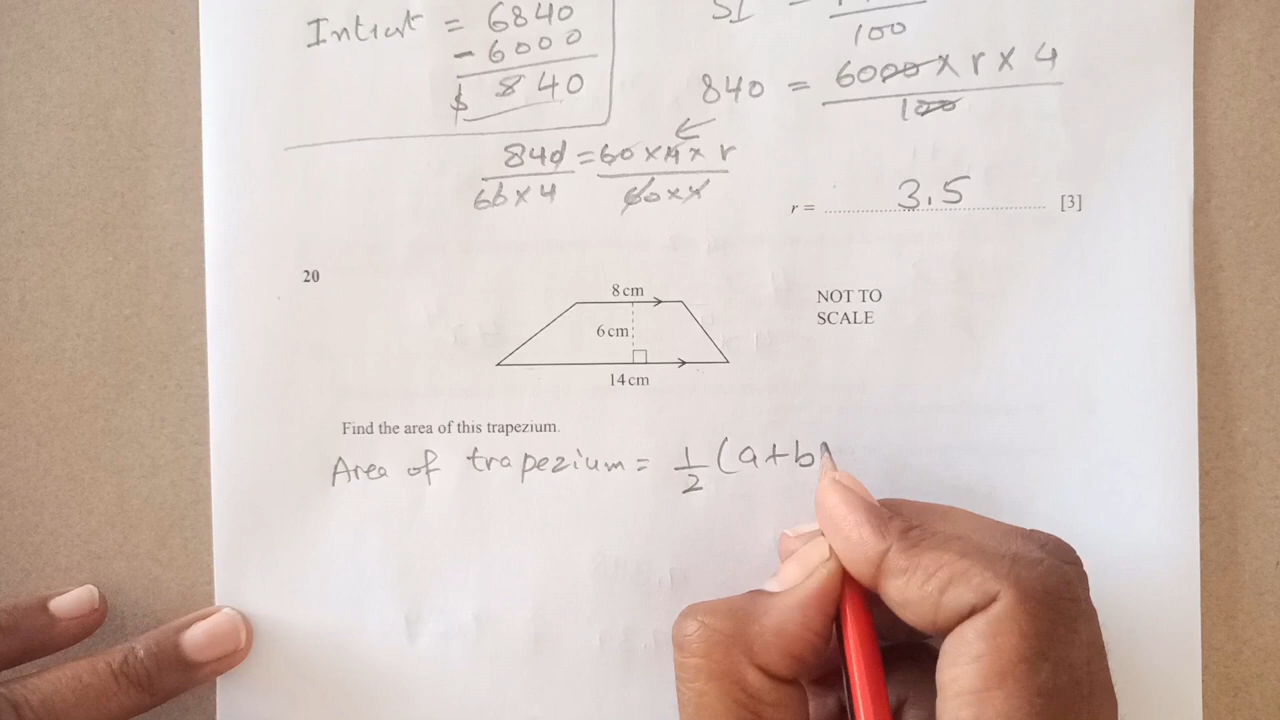 Intrest = 6840
- 6000
$ 840
SI =
100
840 = 6000 × r × 4
100
840 = 60 × 4 × r
60 × 4 60 × 4
r = 3.5 [3]
20
8 cm
6 cm
14 cm
NOT TO
SCALE
Find the area of this trapezium.
Area of trapezium = 1/2 (a+b)